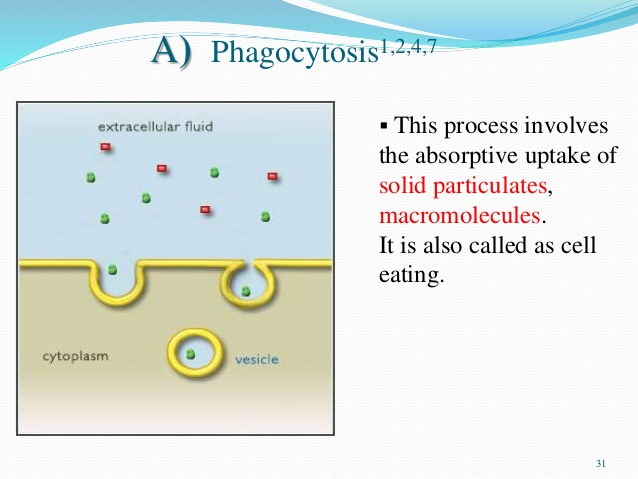 A) Phagocytosis1,2,4,7
extracellular fluid
cytoplasm
vesicle
▪ This process involves
the absorptive uptake of
solid particulates,
macromolecules.
It is also called as cell
eating.
31